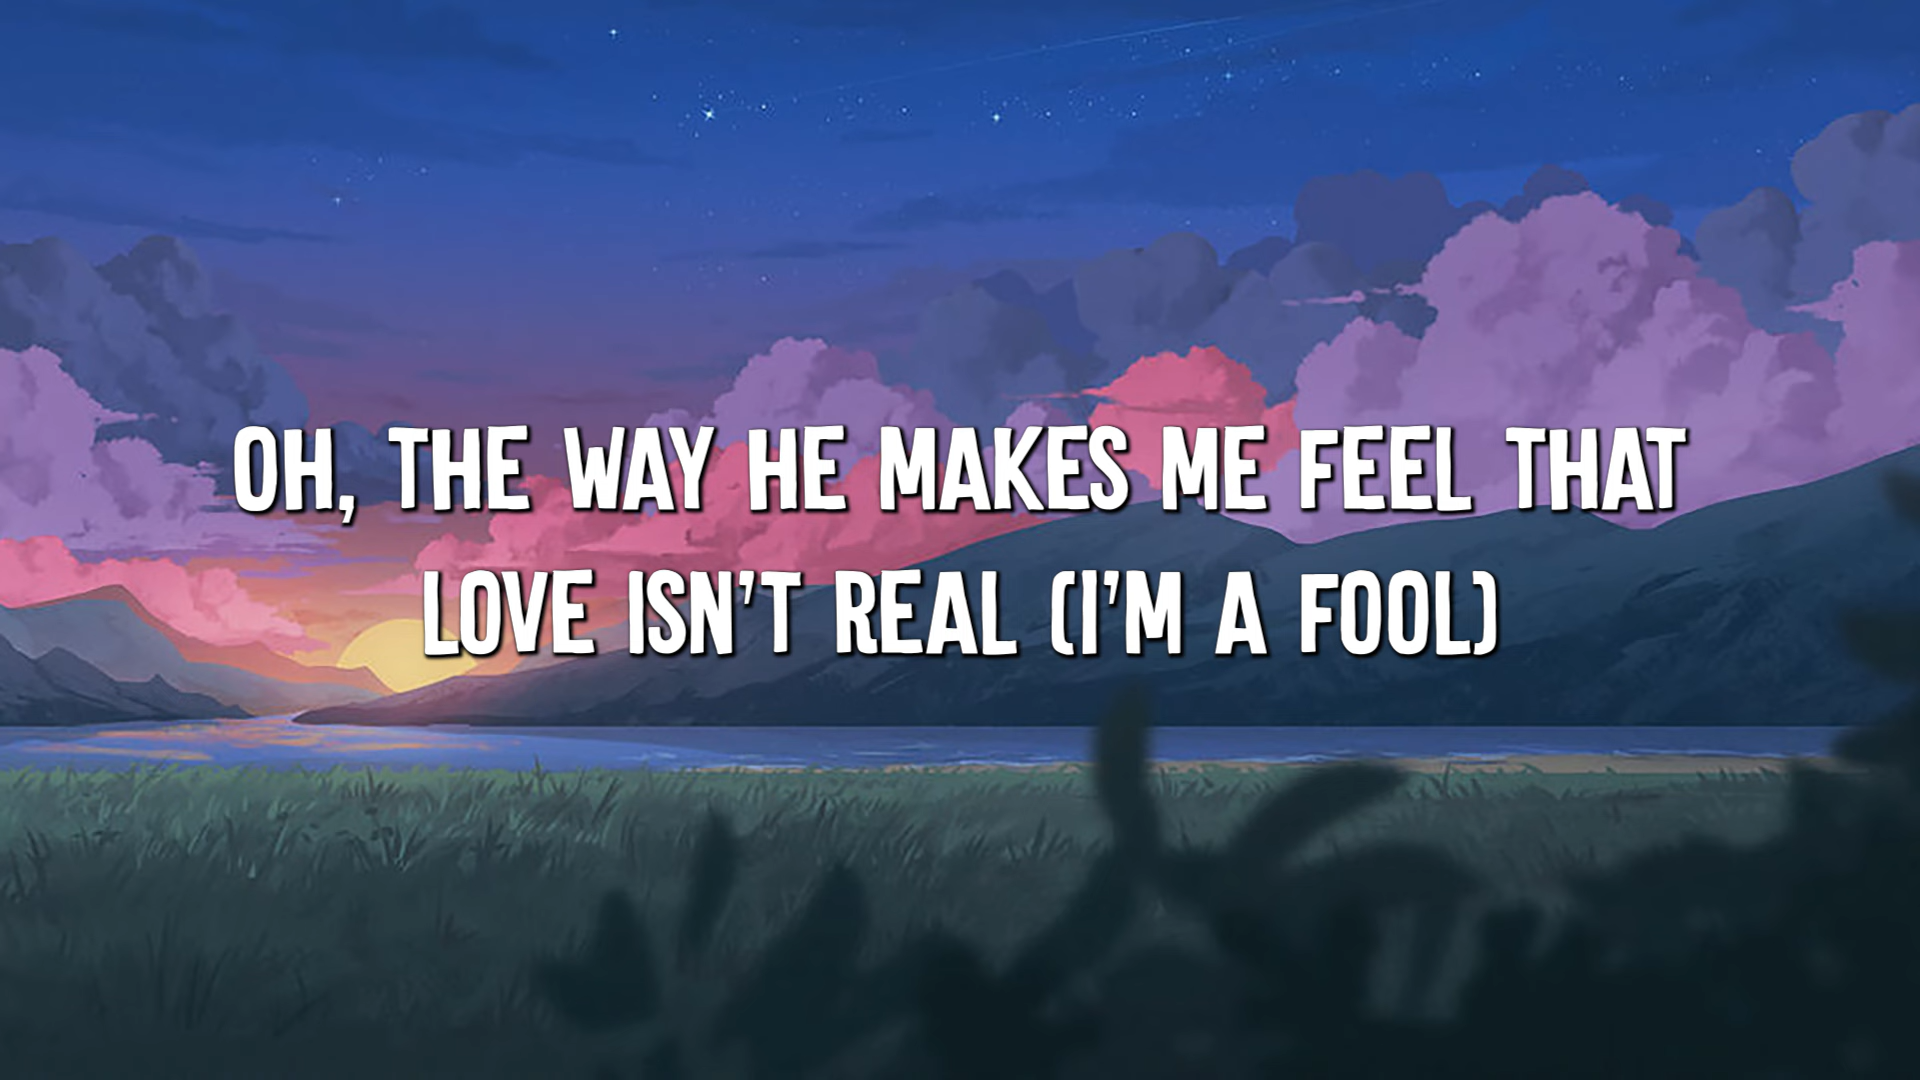 OH, THE WAY HE MAKES ME FEEL THAT
LOVE ISN'T REAL (I'M A FOOL)